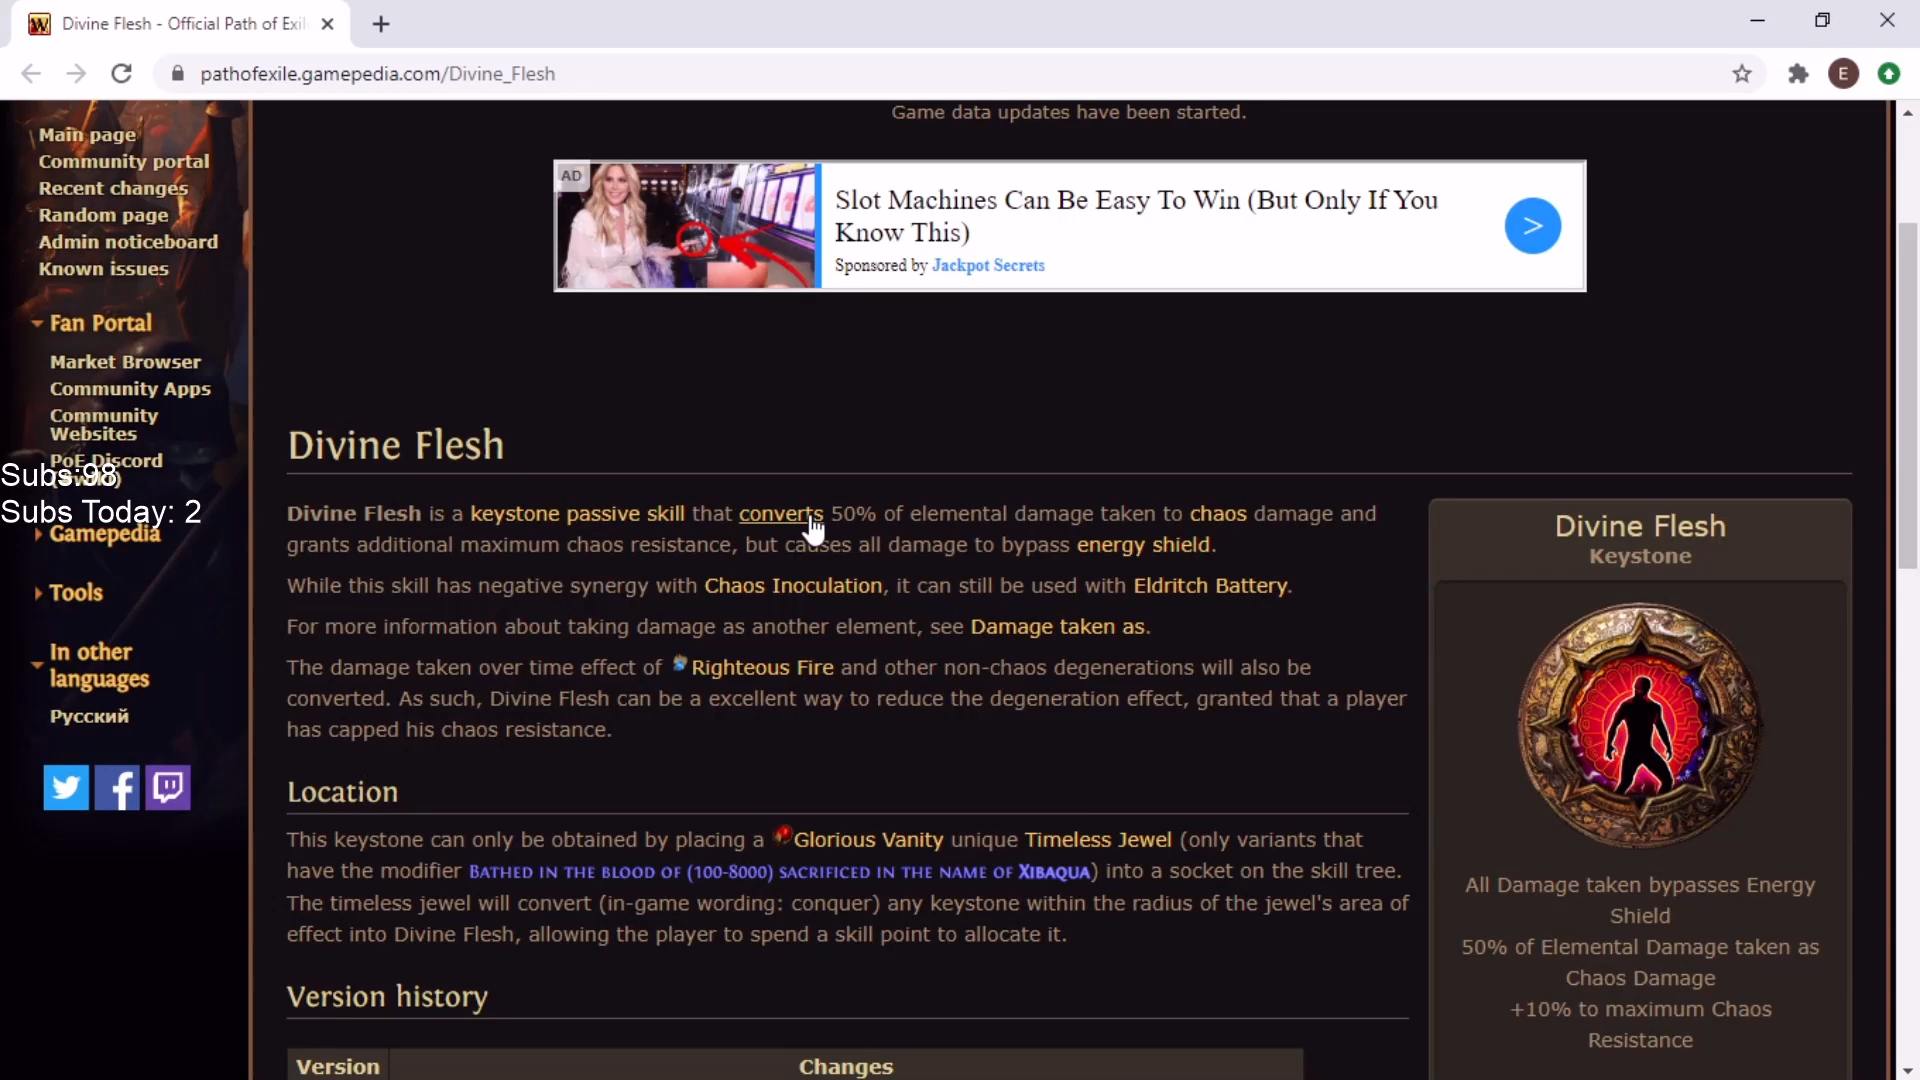 Divine Flesh - Official Path of Exil
pathofexile.gamepedia.com/Divine_Flesh
E
Game data updates have been started.
Main page
Community portal
Recent changes
Random page
Admin noticeboard
Known issues
Fan Portal
Market Browser
Community Apps
Community
Websites
PoE Discord
Subs:98
Subs Today: 2
Gamepedia
Tools
In other
languages
Русский
AD
Slot Machines Can Be Easy To Win (But Only If You
Know This)
Sponsored by Jackpot Secrets
>
Divine Flesh
Divine Flesh is a keystone passive skill that converts 50% of elemental damage taken to chaos damage and
grants additional maximum chaos resistance, but causes all damage to bypass energy shield.
While this skill has negative synergy with Chaos Inoculation, it can still be used with Eldritch Battery.
For more information about taking damage as another element, see Damage taken as.
The damage taken over time effect of Righteous Fire and other non-chaos degenerations will also be
converted. As such, Divine Flesh can be a excellent way to reduce the degeneration effect, granted that a player
has capped his chaos resistance.
Location
This keystone can only be obtained by placing a Glorious Vanity unique Timeless Jewel (only variants that
have the modifier BATHED IN THE BLOOD OF (100-8000) SACRIFICED IN THE NAME OF XIBAQUA) into a socket on the skill tree.
The timeless jewel will convert (in-game wording: conquer) any keystone within the radius of the jewel's area of
effect into Divine Flesh, allowing the player to spend a skill point to allocate it.
Version history
Version Changes
Divine Flesh
Keystone
All Damage taken bypasses Energy
Shield
50% of Elemental Damage taken as
Chaos Damage
+10% to maximum Chaos
Resistance